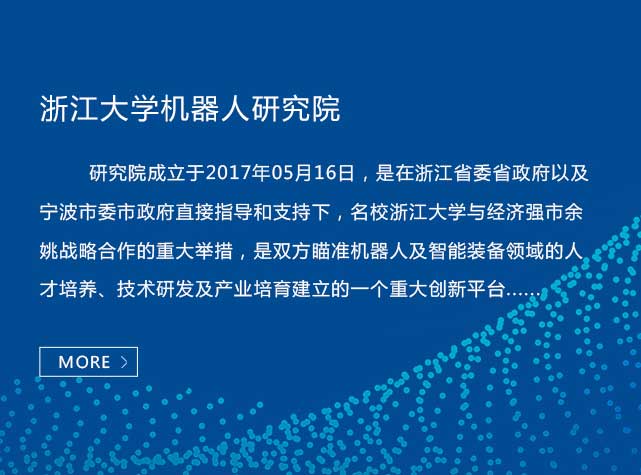 浙江大学机器人研究院
研究院成立于2017年05月16日，是在浙江省委省政府以及
宁波市委市政府直接指导和支持下，名校浙江大学与经济强市余
姚战略合作的重大举措，是双方瞄准机器人及智能装备领域的人
才培养、技术研发及产业培育建立的一个重大创新平台......
MORE >